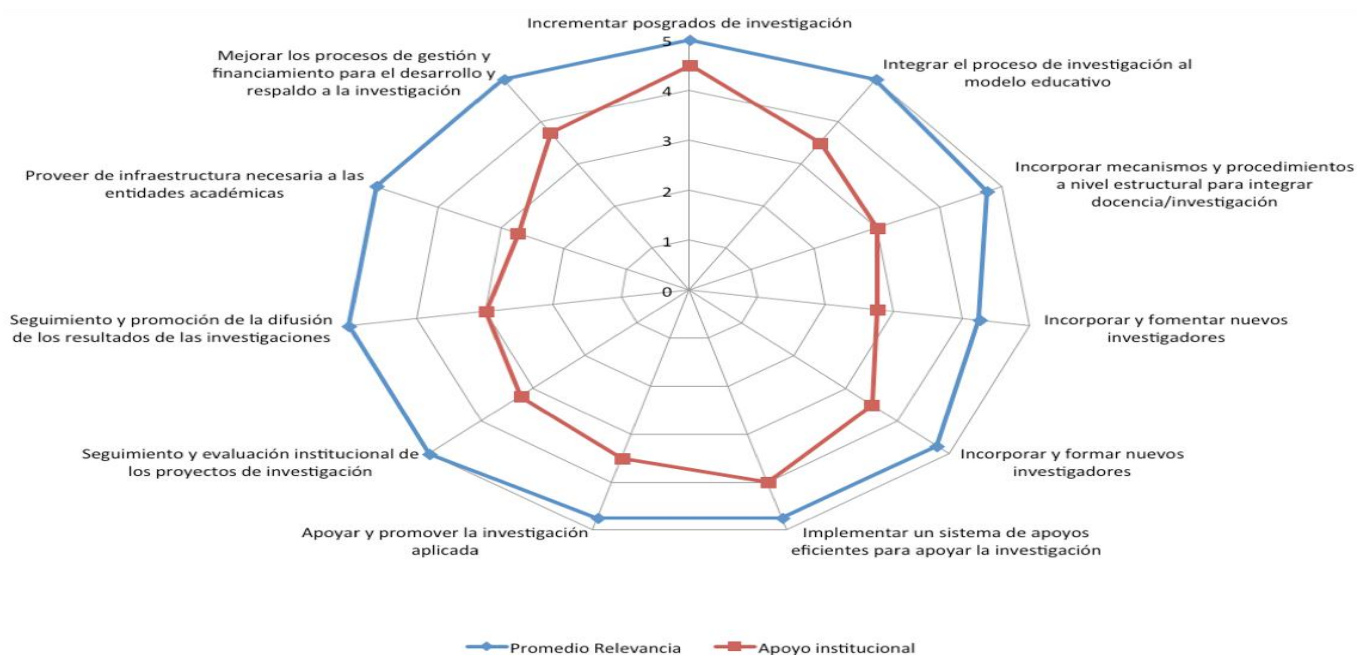 Incrementar posgrados de investigación
Mejorar los procesos de gestión y
financiamiento para el desarrollo y
respaldo a la investigación
Integrar el proceso de investigación al
modelo educativo
Proveer de infraestructura necesaria a las
entidades académicas
Incorporar mecanismos y procedimientos
a nivel estructural para integrar
docencia/investigación
Seguimiento y promoción de la difusión
de los resultados de las investigaciones
Incorporar y fomentar nuevos
investigadores
Seguimiento y evaluación institucional de
los proyectos de investigación
Incorporar y formar nuevos
investigadores
Apoyar y promover la investigación
aplicada
Implementar un sistema de apoyos
eficientes para apoyar la investigación
5
4
3
2
1
0
Promedio Relevancia
Apoyo institucional